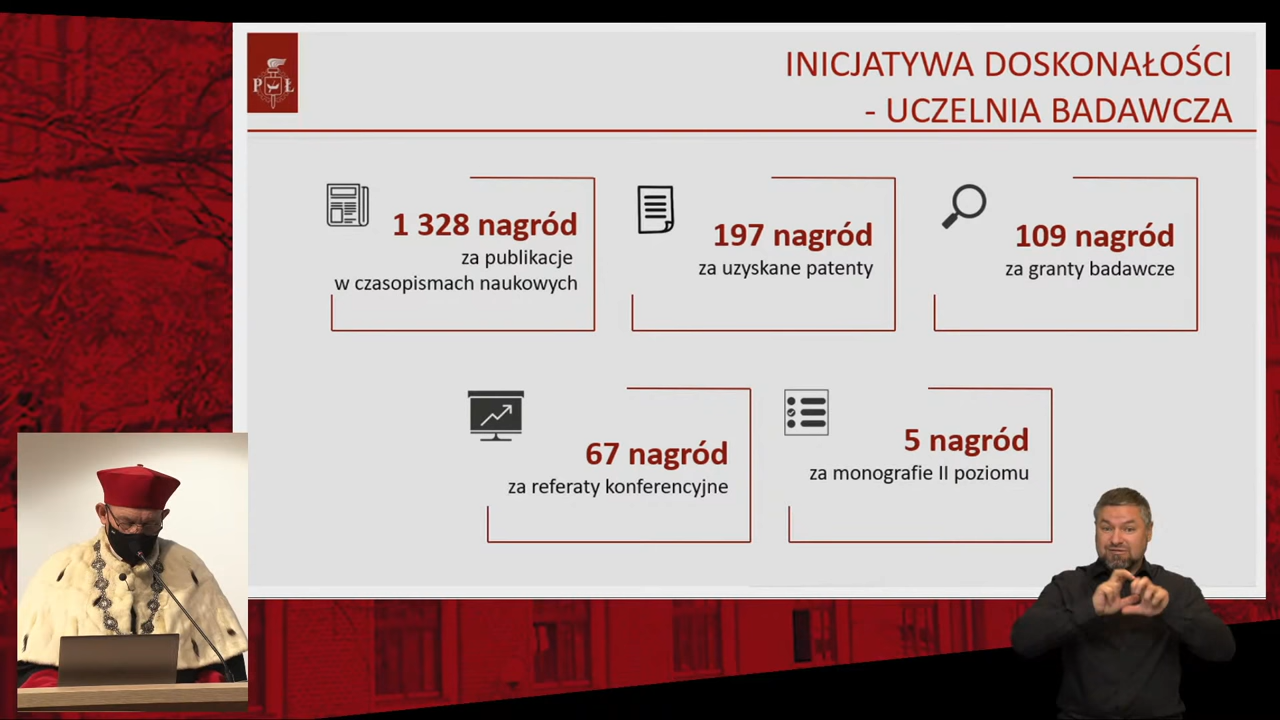 P Ł
INICJATYWA DOSKONAŁOŚCI
- UCZELNIA BADAWCZA
1 328 nagród
za publikacje
w czasopismach naukowych
197 nagród
za uzyskane patenty
109 nagród
za granty badawcze
67 nagród
za referaty konferencyjne
5 nagród
za monografie II poziomu